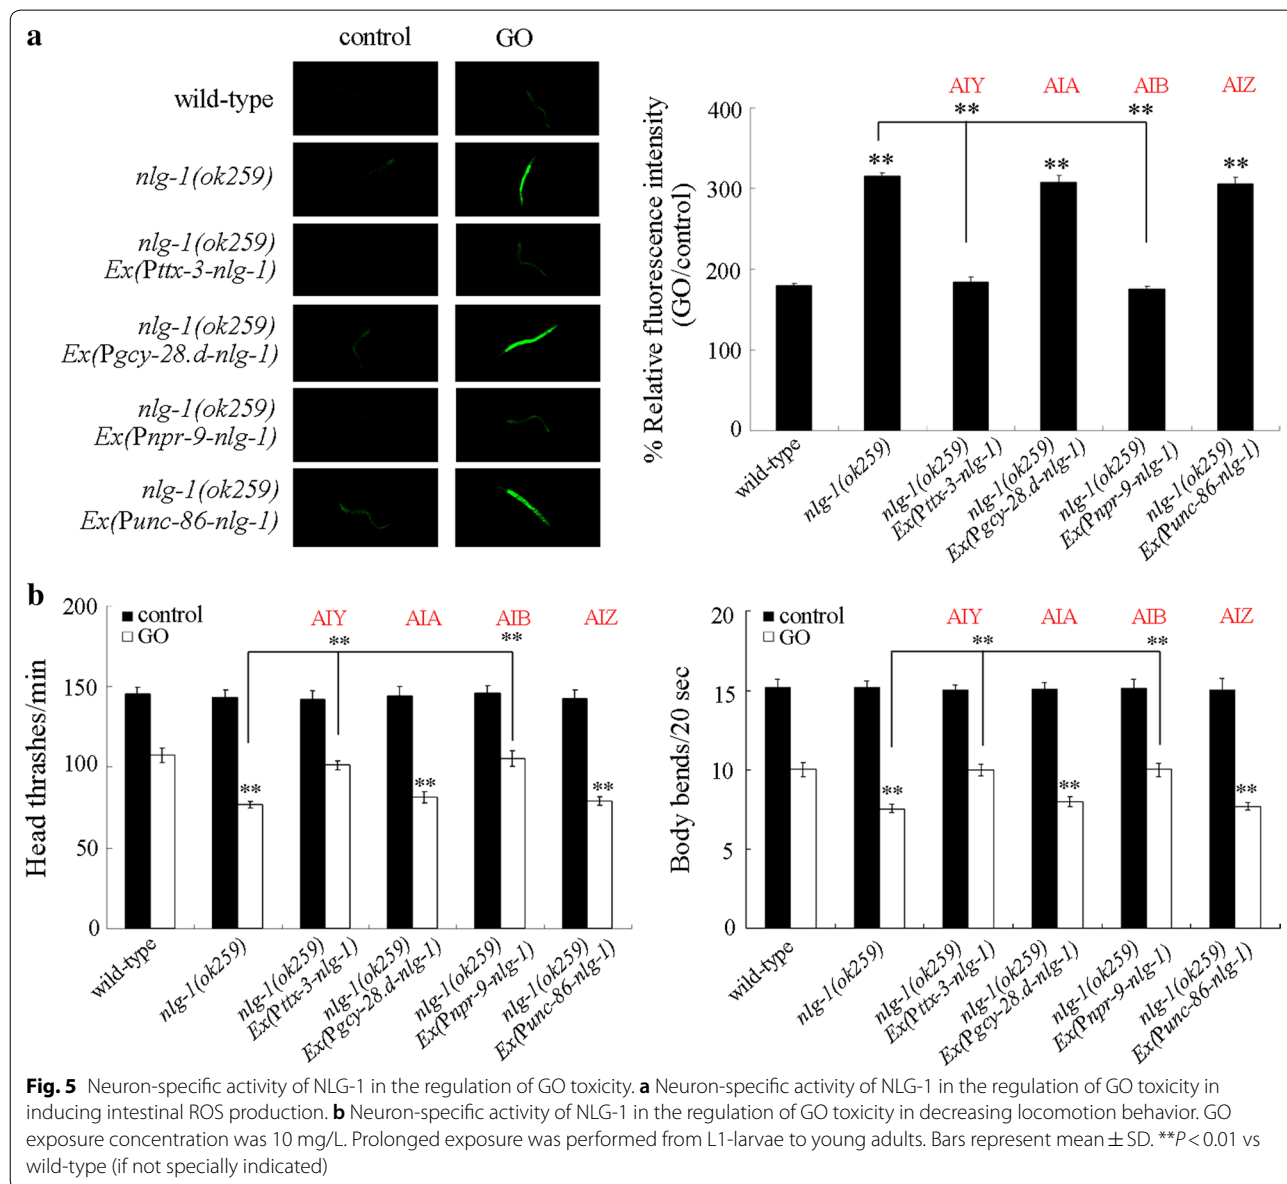 a
control GO
wild-type
nlg-1(ok259)
nlg-1(ok259)
Ex(Pttx-3-nlg-1)
nlg-1(ok259)
Ex(Pgcy-28.d-nlg-1)
nlg-1(ok259)
Ex(Pnpr-9-nlg-1)
nlg-1(ok259)
Ex(Punc-86-nlg-1)
% Relative fluorescence intensity
(GO/control)
400
300
200
100
0
AIY AIA AIB AIZ
** **
** ** **
wild-type
nlg-1(ok259)
nlg-1(ok259)
Ex(Pttx-3-nlg-1)
nlg-1(ok259)
Ex(Pgcy-28.d-nlg-1)
nlg-1(ok259)
Ex(Pnpr-9-nlg-1)
nlg-1(ok259)
Ex(Punc-86-nlg-1)
b
Head thrashes/min
200
150
100
50
0
control
GO
AIY AIA AIB AIZ
** **
** ** **
wild-type
nlg-1(ok259)
nlg-1(ok259)
Ex(Pttx-3-nlg-1)
nlg-1(ok259)
Ex(Pgcy-28.d-nlg-1)
nlg-1(ok259)
Ex(Pnpr-9-nlg-1)
nlg-1(ok259)
Ex(Punc-86-nlg-1)
Body bends/20 sec
20
15
10
5
0
control
GO
AIY AIA AIB AIZ
** **
** ** **
wild-type
nlg-1(ok259)
nlg-1(ok259)
Ex(Pttx-3-nlg-1)
nlg-1(ok259)
Ex(Pgcy-28.d-nlg-1)
nlg-1(ok259)
Ex(Pnpr-9-nlg-1)
nlg-1(ok259)
Ex(Punc-86-nlg-1)
Fig. 5 Neuron-specific activity of NLG-1 in the regulation of GO toxicity. a Neuron-specific activity of NLG-1 in the regulation of GO toxicity in
inducing intestinal ROS production. b Neuron-specific activity of NLG-1 in the regulation of GO toxicity in decreasing locomotion behavior. GO
exposure concentration was 10 mg/L. Prolonged exposure was performed from L1-larvae to young adults. Bars represent mean ± SD. **P < 0.01 vs
wild-type (if not specially indicated)